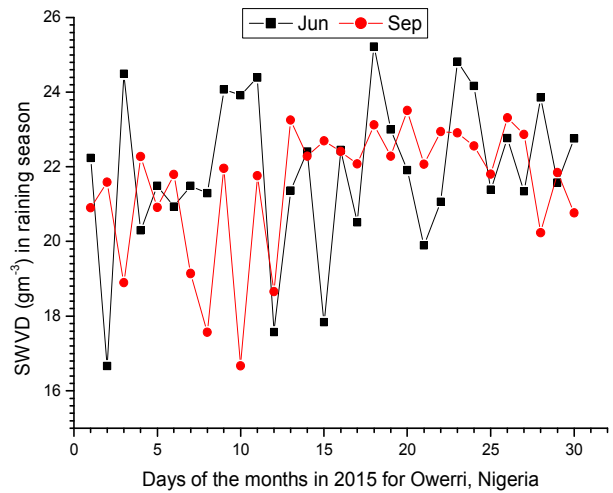 26
24
22
20
18
16
Jun
Sep
SWVD (gm⁻³) in raining season
0 5 10 15 20 25 30
Days of the months in 2015 for Owerri, Nigeria